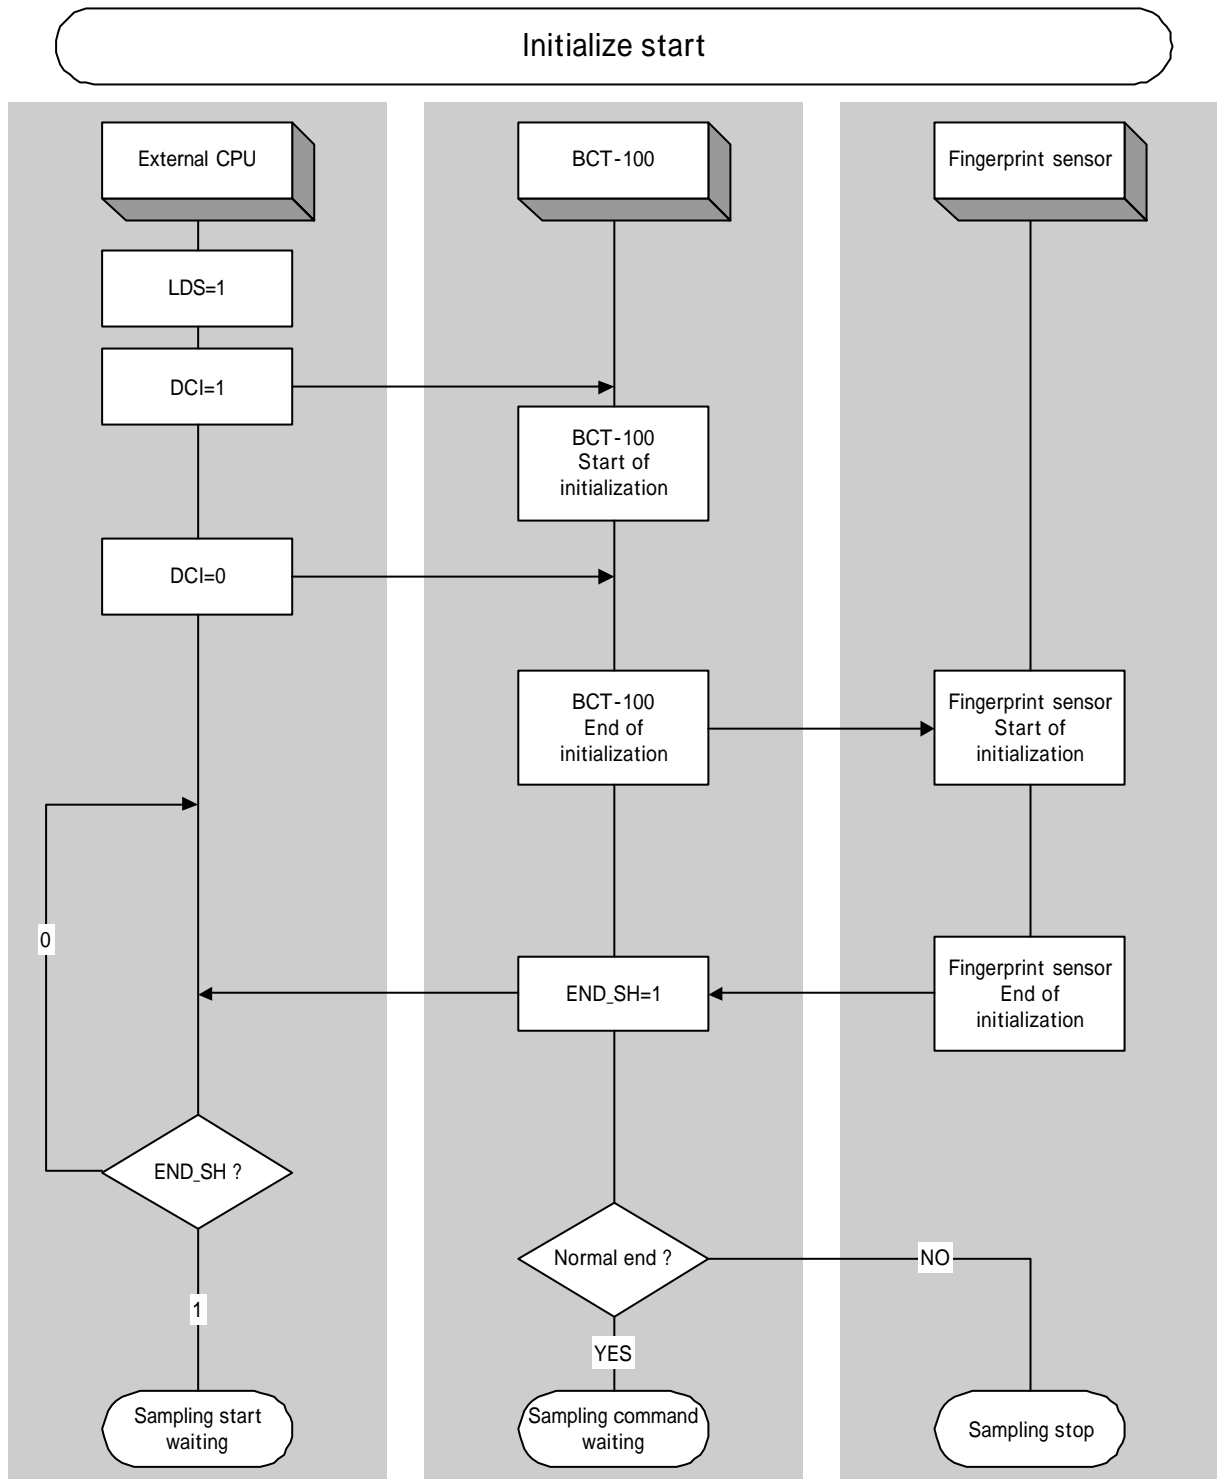 Initialize start
External CPU
BCT-100
Fingerprint sensor
LDS=1
DCI=1
BCT-100
Start of
initialization
DCI=0
BCT-100
End of
initialization
Fingerprint sensor
Start of
initialization
0
END_SH=1
Fingerprint sensor
End of
initialization
END_SH ?
Normal end ?
NO
1
YES
Sampling start
waiting
Sampling command
waiting
Sampling stop